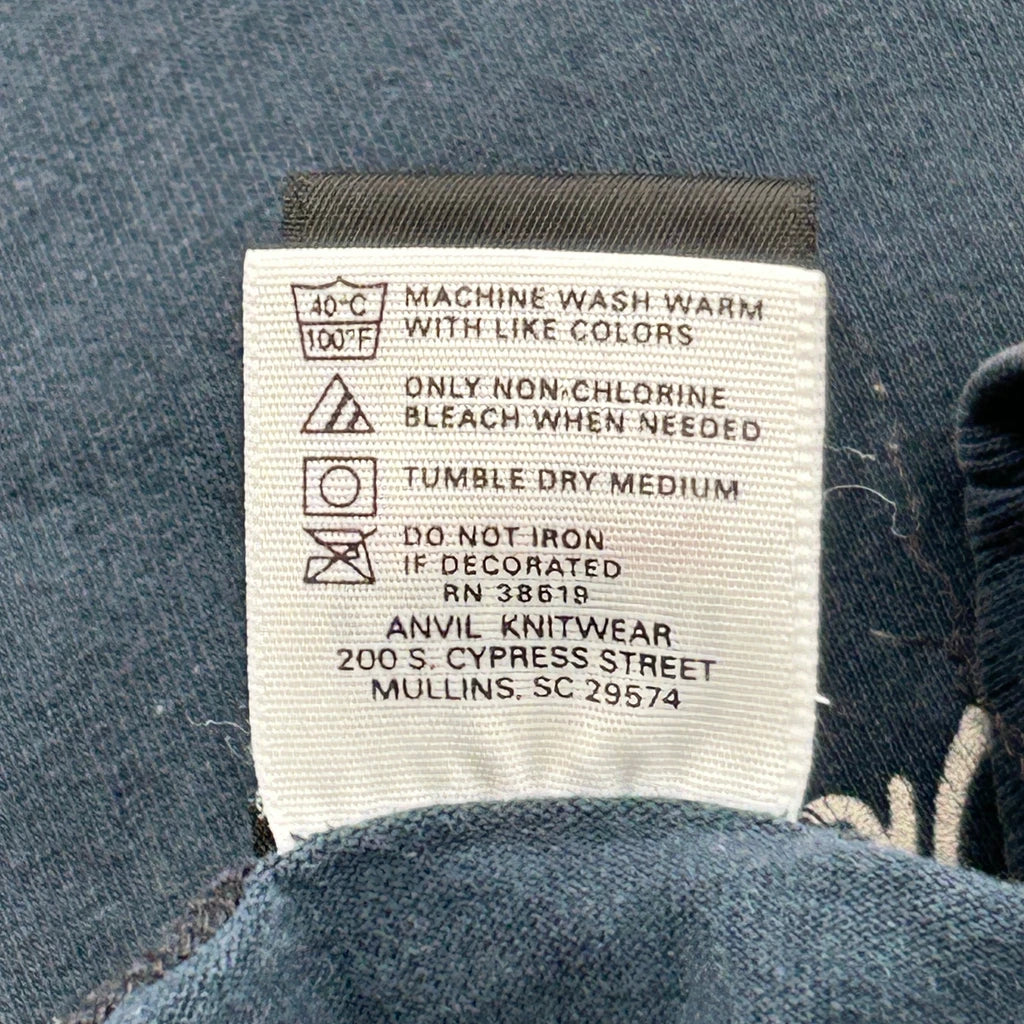 40°C
100°F
MACHINE WASH WARM
WITH LIKE COLORS
ONLY NON-CHLORINE
BLEACH WHEN NEEDED
TUMBLE DRY MEDIUM
DO NOT IRON
IF DECORATED
RN 38619
ANVIL KNITWEAR
200 S. CYPRESS STREET
MULLINS, SC 29574